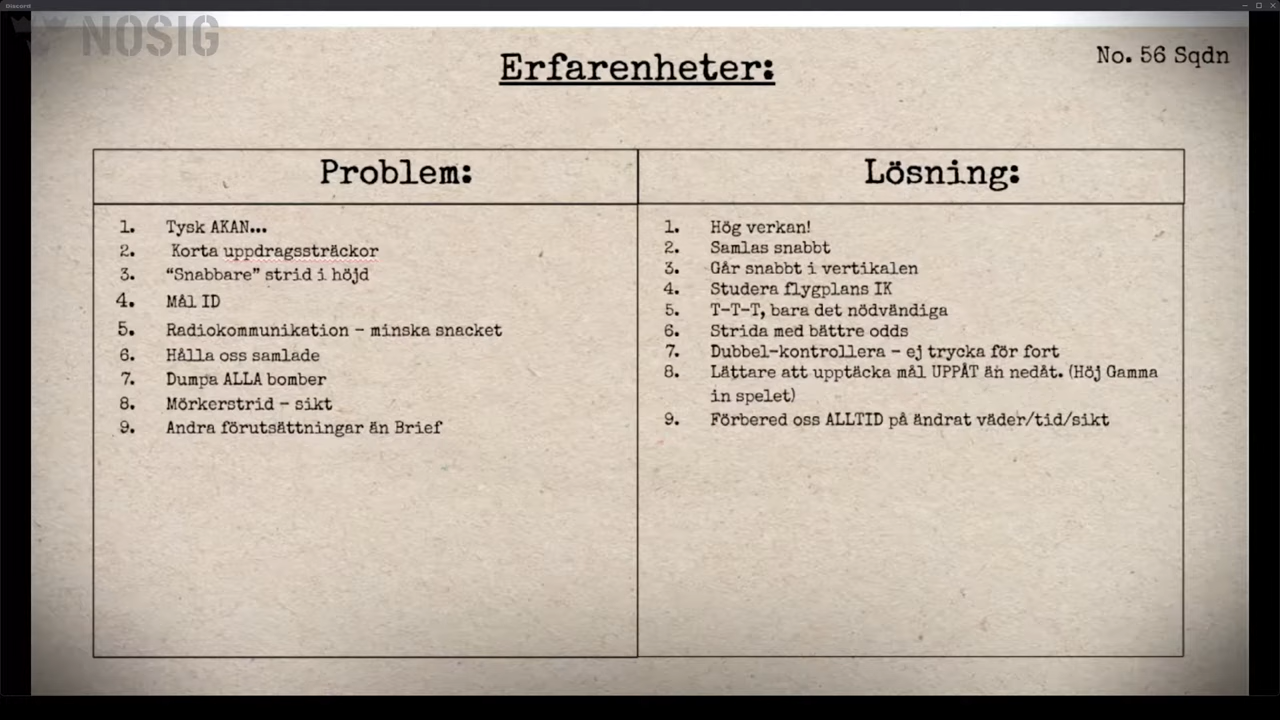 Discord
NOSIG
No. 56 Sqdn
Erfarenheter:
Problem:
1. Tysk AKAN...
2. Korta uppdragssträckor
3. “Snabbare” strid i höjd
4. Mål ID
5. Radiokommunikation - minska snacket
6. Hålla oss samlade
7. Dumpa ALLA bomber
8. Mörkerstrid - sikt
9. Andra förutsättningar än Brief
Lösning:
1. Hög verkan!
2. Samlas snabbt
3. Går snabbt i vertikalen
4. Studera flygplans IK
5. T-T-T, bara det nödvändiga
6. Strida med bättre odds
7. Dubbel-kontrollera - ej trycka för fort
8. Lättare att upptäcka mål UPPÅT än nedåt. (Höj Gamma
in spelet)
9. Förbered oss ALLTID på ändrat väder/tid/sikt